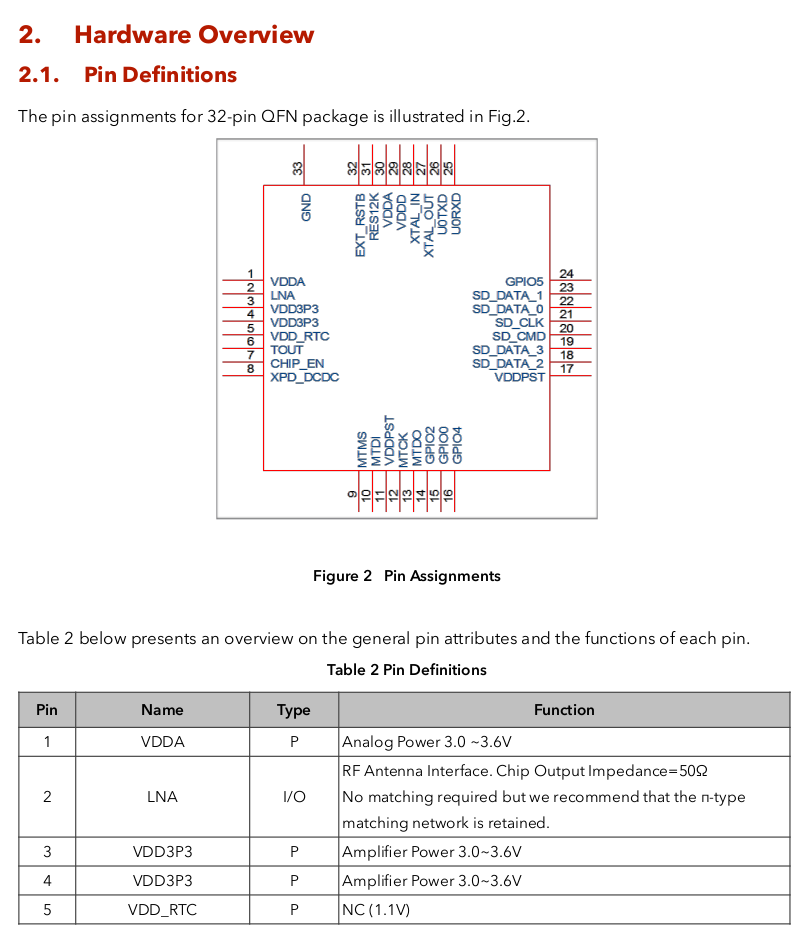 2. Hardware Overview
2.1. Pin Definitions
The pin assignments for 32-pin QFN package is illustrated in Fig.2.
33
32
31
30
29
28
27
26
25
GND
EXT_RSTB
RES12K
VDDA
VDDD
XTAL_IN
XTAL_OUT
U0TXD
U0RXD
1 VDDA
2 LNA
3 VDD3P3
4 VDD3P3
5 VDD_RTC
6 TOUT
7 CHIP_EN
8 XPD_DCDC
GPIO5 24
SD_DATA_1 23
SD_DATA_0 22
SD_CLK 21
SD_CMD 20
SD_DATA_3 19
SD_DATA_2 18
VDDPST 17
MTMS
MTDI
VDDPST
MTCK
MTDO
GPIO2
GPIO0
GPIO4
9
10
11
12
13
14
15
16
Figure 2 Pin Assignments
Table 2 below presents an overview on the general pin attributes and the functions of each pin.
Table 2 Pin Definitions
Pin Name Type Function
1 VDDA P Analog Power 3.0 ~3.6V
2 LNA I/O RF Antenna Interface. Chip Output Impedance=50Ω
No matching required but we recommend that the π-type
matching network is retained.
3 VDD3P3 P Amplifier Power 3.0~3.6V
4 VDD3P3 P Amplifier Power 3.0~3.6V
5 VDD_RTC P NC (1.1V)